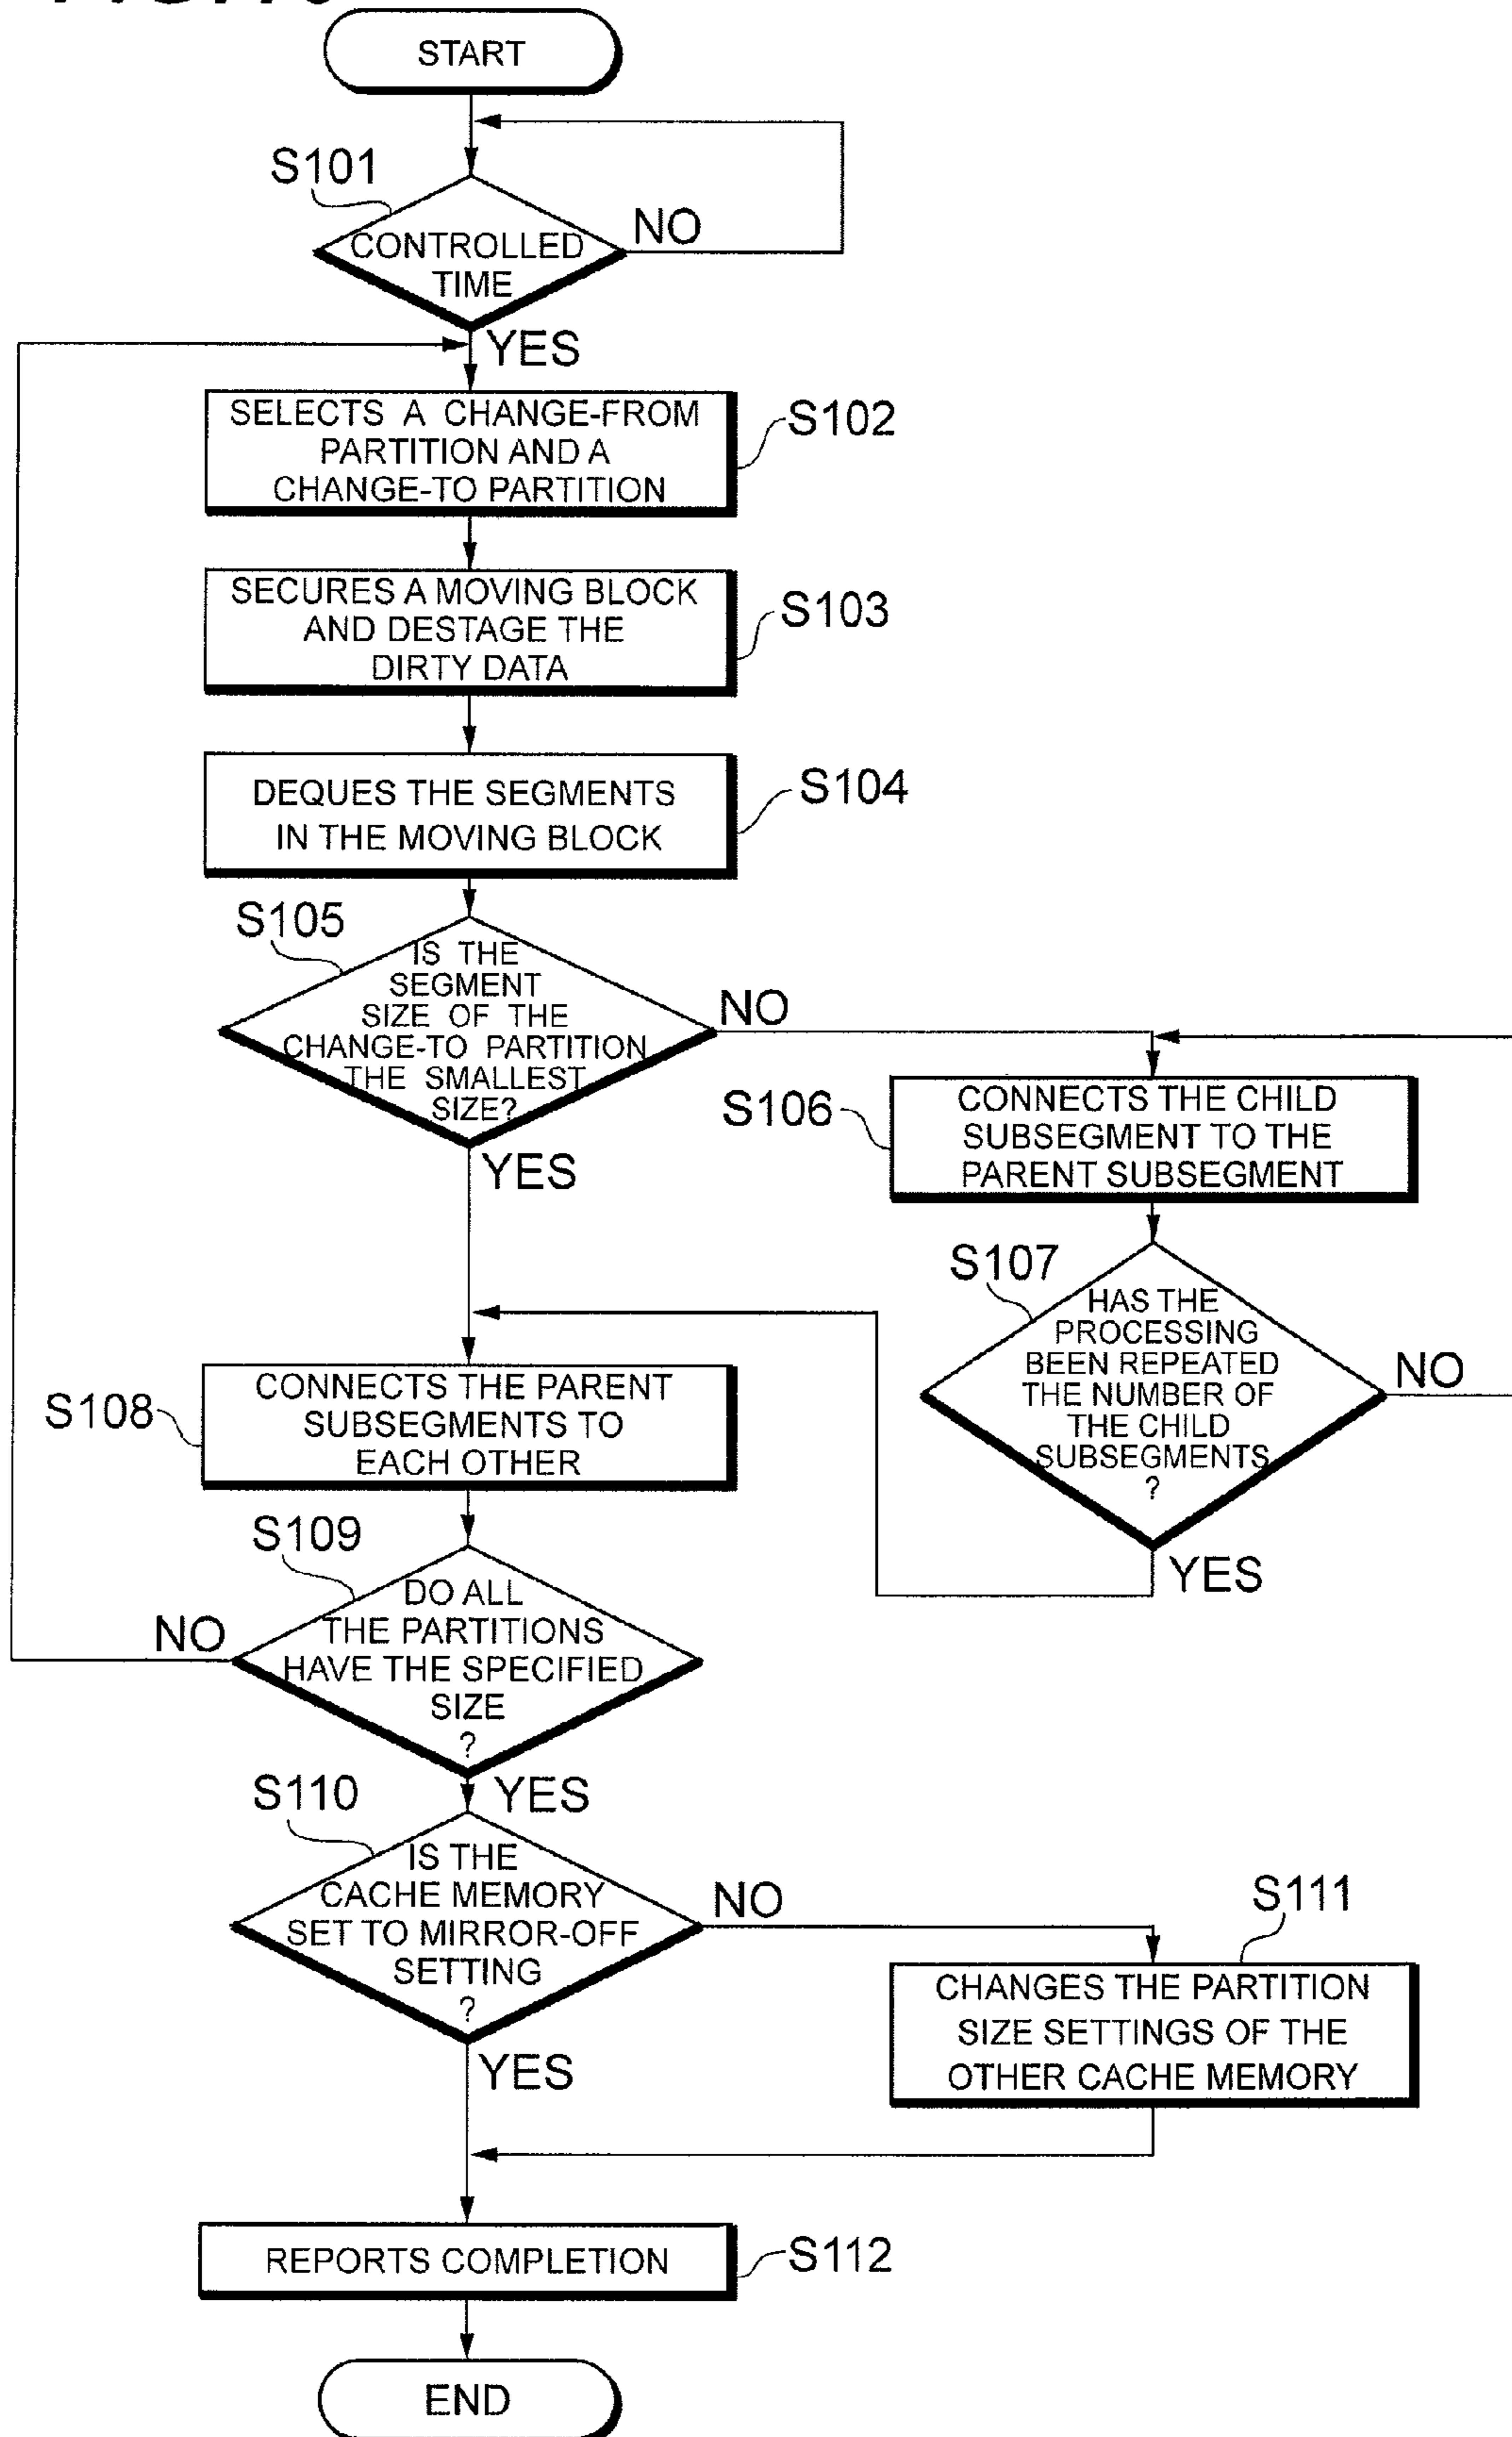 START
S101
CONTROLLED
TIME
NO
YES
SELECTS A CHANGE-FROM
PARTITION AND A
CHANGE-TO PARTITION
S102
SECURES A MOVING BLOCK
AND DESTAGE THE
DIRTY DATA
S103
DEQUES THE SEGMENTS
IN THE MOVING BLOCK
S104
S105
IS THE
SEGMENT
SIZE OF THE
CHANGE-TO PARTITION
THE SMALLEST
SIZE?
NO
YES
S106
CONNECTS THE CHILD
SUBSEGMENT TO THE
PARENT SUBSEGMENT
S107
HAS THE
PROCESSING
BEEN REPEATED
THE NUMBER OF
THE CHILD
SUBSEGMENTS
?
NO
YES
S108
CONNECTS THE PARENT
SUBSEGMENTS TO
EACH OTHER
S109
DO ALL
THE PARTITIONS
HAVE THE SPECIFIED
SIZE
?
NO
YES
S110
IS THE
CACHE MEMORY
SET TO MIRROR-OFF
SETTING
?
NO
YES
S111
CHANGES THE PARTITION
SIZE SETTINGS OF THE
OTHER CACHE MEMORY
REPORTS COMPLETION
S112
END